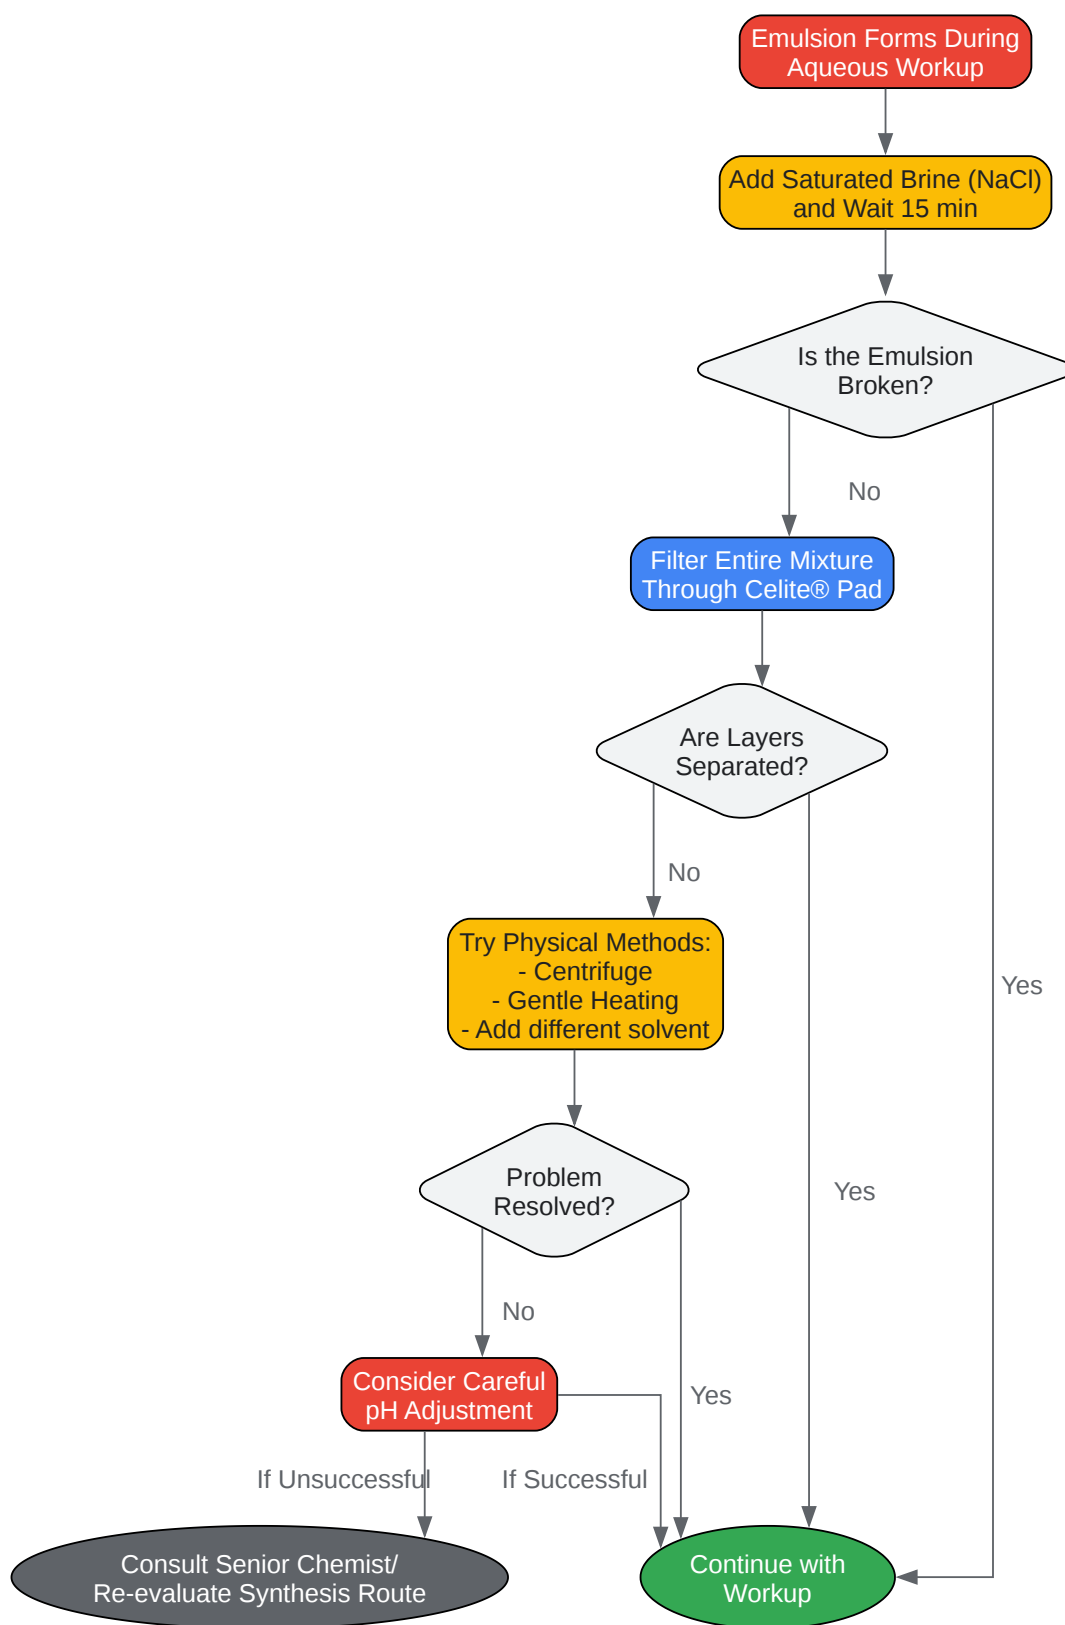 Emulsion Forms During
Aqueous Workup
Add Saturated Brine (NaCl)
and Wait 15 min
Is the Emulsion
Broken?
No
Filter Entire Mixture
Through Celite® Pad
Are Layers
Separated?
No
Try Physical Methods:
- Centrifuge
- Gentle Heating
- Add different solvent
Yes
Problem
Resolved?
Yes
No
Consider Careful
pH Adjustment
Yes
If Unsuccessful
If Successful
Consult Senior Chemist/
Re-evaluate Synthesis Route
Continue with
Workup